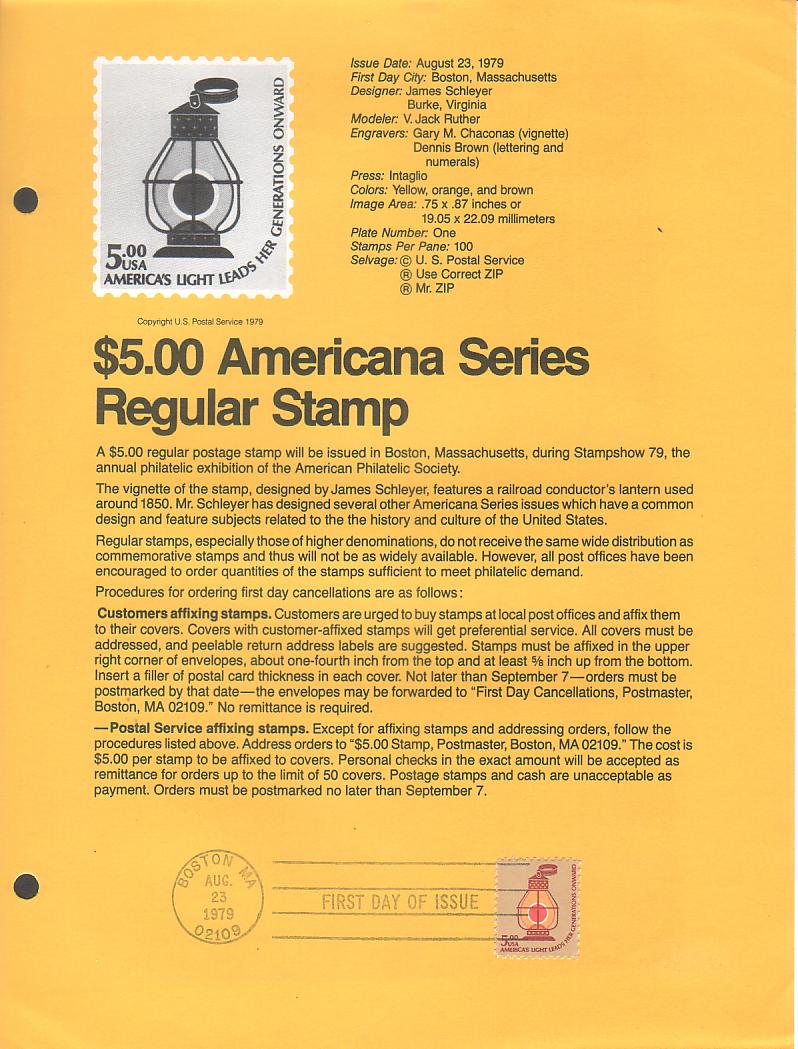 5.00
USA
AMERICA'S LIGHT LEADS HER GENERATIONS ONWARD
Copyright U.S. Postal Service 1979
Issue Date: August 23, 1979
First Day City: Boston, Massachusetts
Designer: James Schleyer
Burke, Virginia
Modeler: V. Jack Ruther
Engravers: Gary M. Chaconas (vignette)
Dennis Brown (lettering and
numerals)
Press: Intaglio
Colors: Yellow, orange, and brown
Image Area: .75 x .87 inches or
19.05 x 22.09 millimeters
Plate Number: One
Stamps Per Pane: 100
Selvage: © U. S. Postal Service
® Use Correct ZIP
® Mr. ZIP
$5.00 Americana Series
Regular Stamp
A $5.00 regular postage stamp will be issued in Boston, Massachusetts, during Stampshow 79, the
annual philatelic exhibition of the American Philatelic Society.
The vignette of the stamp, designed by James Schleyer, features a railroad conductor's lantern used
around 1850. Mr. Schleyer has designed several other Americana Series issues which have a common
design and feature subjects related to the the history and culture of the United States.
Regular stamps, especially those of higher denominations, do not receive the same wide distribution as
commemorative stamps and thus will not be as widely available. However, all post offices have been
encouraged to order quantities of the stamps sufficient to meet philatelic demand.
Procedures for ordering first day cancellations are as follows:
Customers affixing stamps. Customers are urged to buy stamps at local post offices and affix them
to their covers. Covers with customer-affixed stamps will get preferential service. All covers must be
addressed, and peelable return address labels are suggested. Stamps must be affixed in the upper
right corner of envelopes, about one-fourth inch from the top and at least ⅝ inch up from the bottom.
Insert a filler of postal card thickness in each cover. Not later than September 7—orders must be
postmarked by that date—the envelopes may be forwarded to "First Day Cancellations, Postmaster,
Boston, MA 02109." No remittance is required.
—Postal Service affixing stamps. Except for affixing stamps and addressing orders, follow the
procedures listed above. Address orders to "$5.00 Stamp, Postmaster, Boston, MA 02109." The cost is
$5.00 per stamp to be affixed to covers. Personal checks in the exact amount will be accepted as
remittance for orders up to the limit of 50 covers. Postage stamps and cash are unacceptable as
payment. Orders must be postmarked no later than September 7.
BOSTON MA
AUG.
23
1979
02109
FIRST DAY OF ISSUE
5.00
USA
AMERICA'S LIGHT LEADS HER GENERATIONS ONWARD